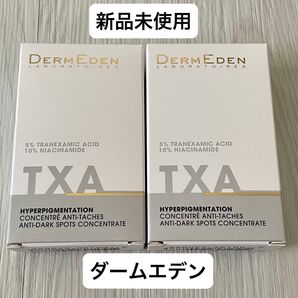 新品未使用
DERMEDEN
LABORATOIRES
5% TRANEXAMIC ACID
10% NIACINAMIDE
TXA
HYPERPIGMENTATION
CONCENTRÉ ANTI-TACHES
ANTI-DARK SPOTS CONCENTRATE
DERMEDEN
LABORATOIRES
5% TRANEXAMIC ACID
10% NIACINAMIDE
TXA
HYPERPIGMENTATION
CONCENTRÉ ANTI-TACHES
ANTI-DARK SPOTS CONCENTRATE
ダームエデン